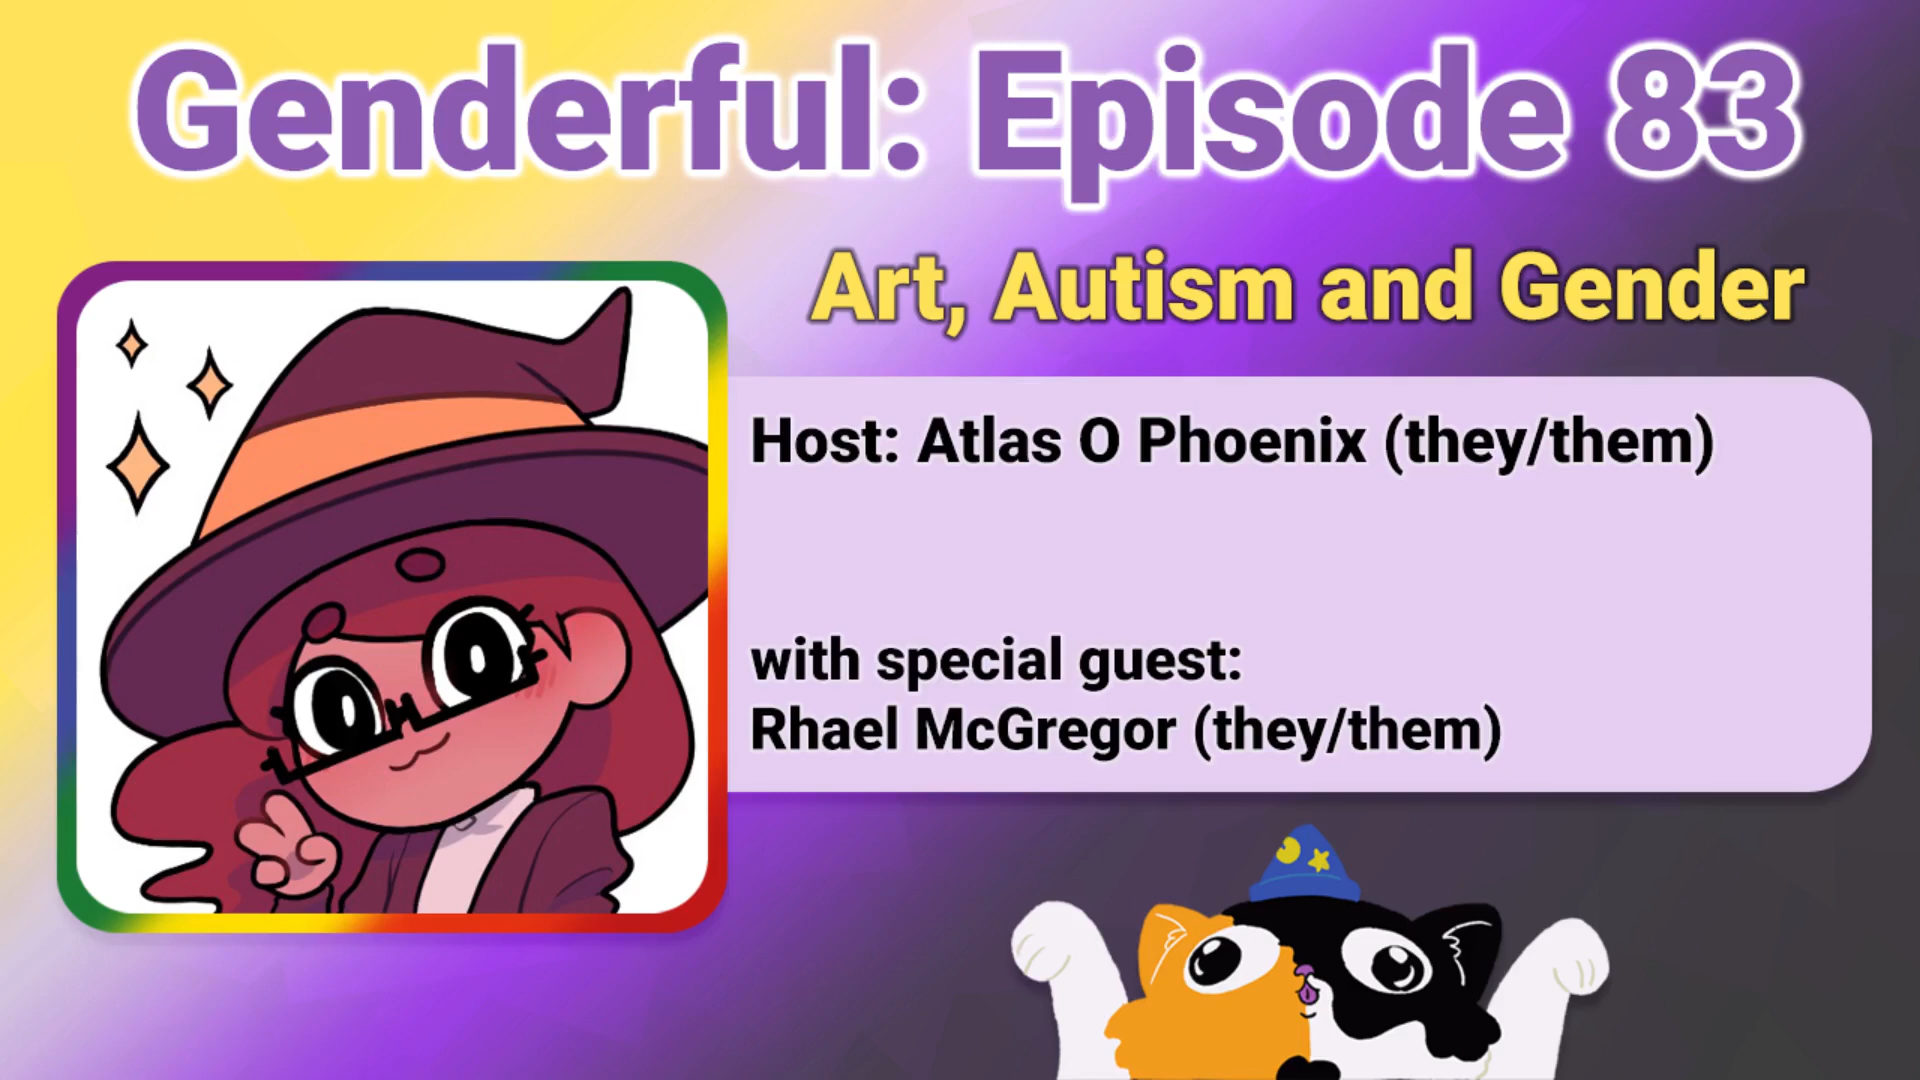 Genderful: Episode 83
Art, Autism and Gender
Host: Atlas O Phoenix (they/them)
with special guest:
Rhael McGregor (they/them)